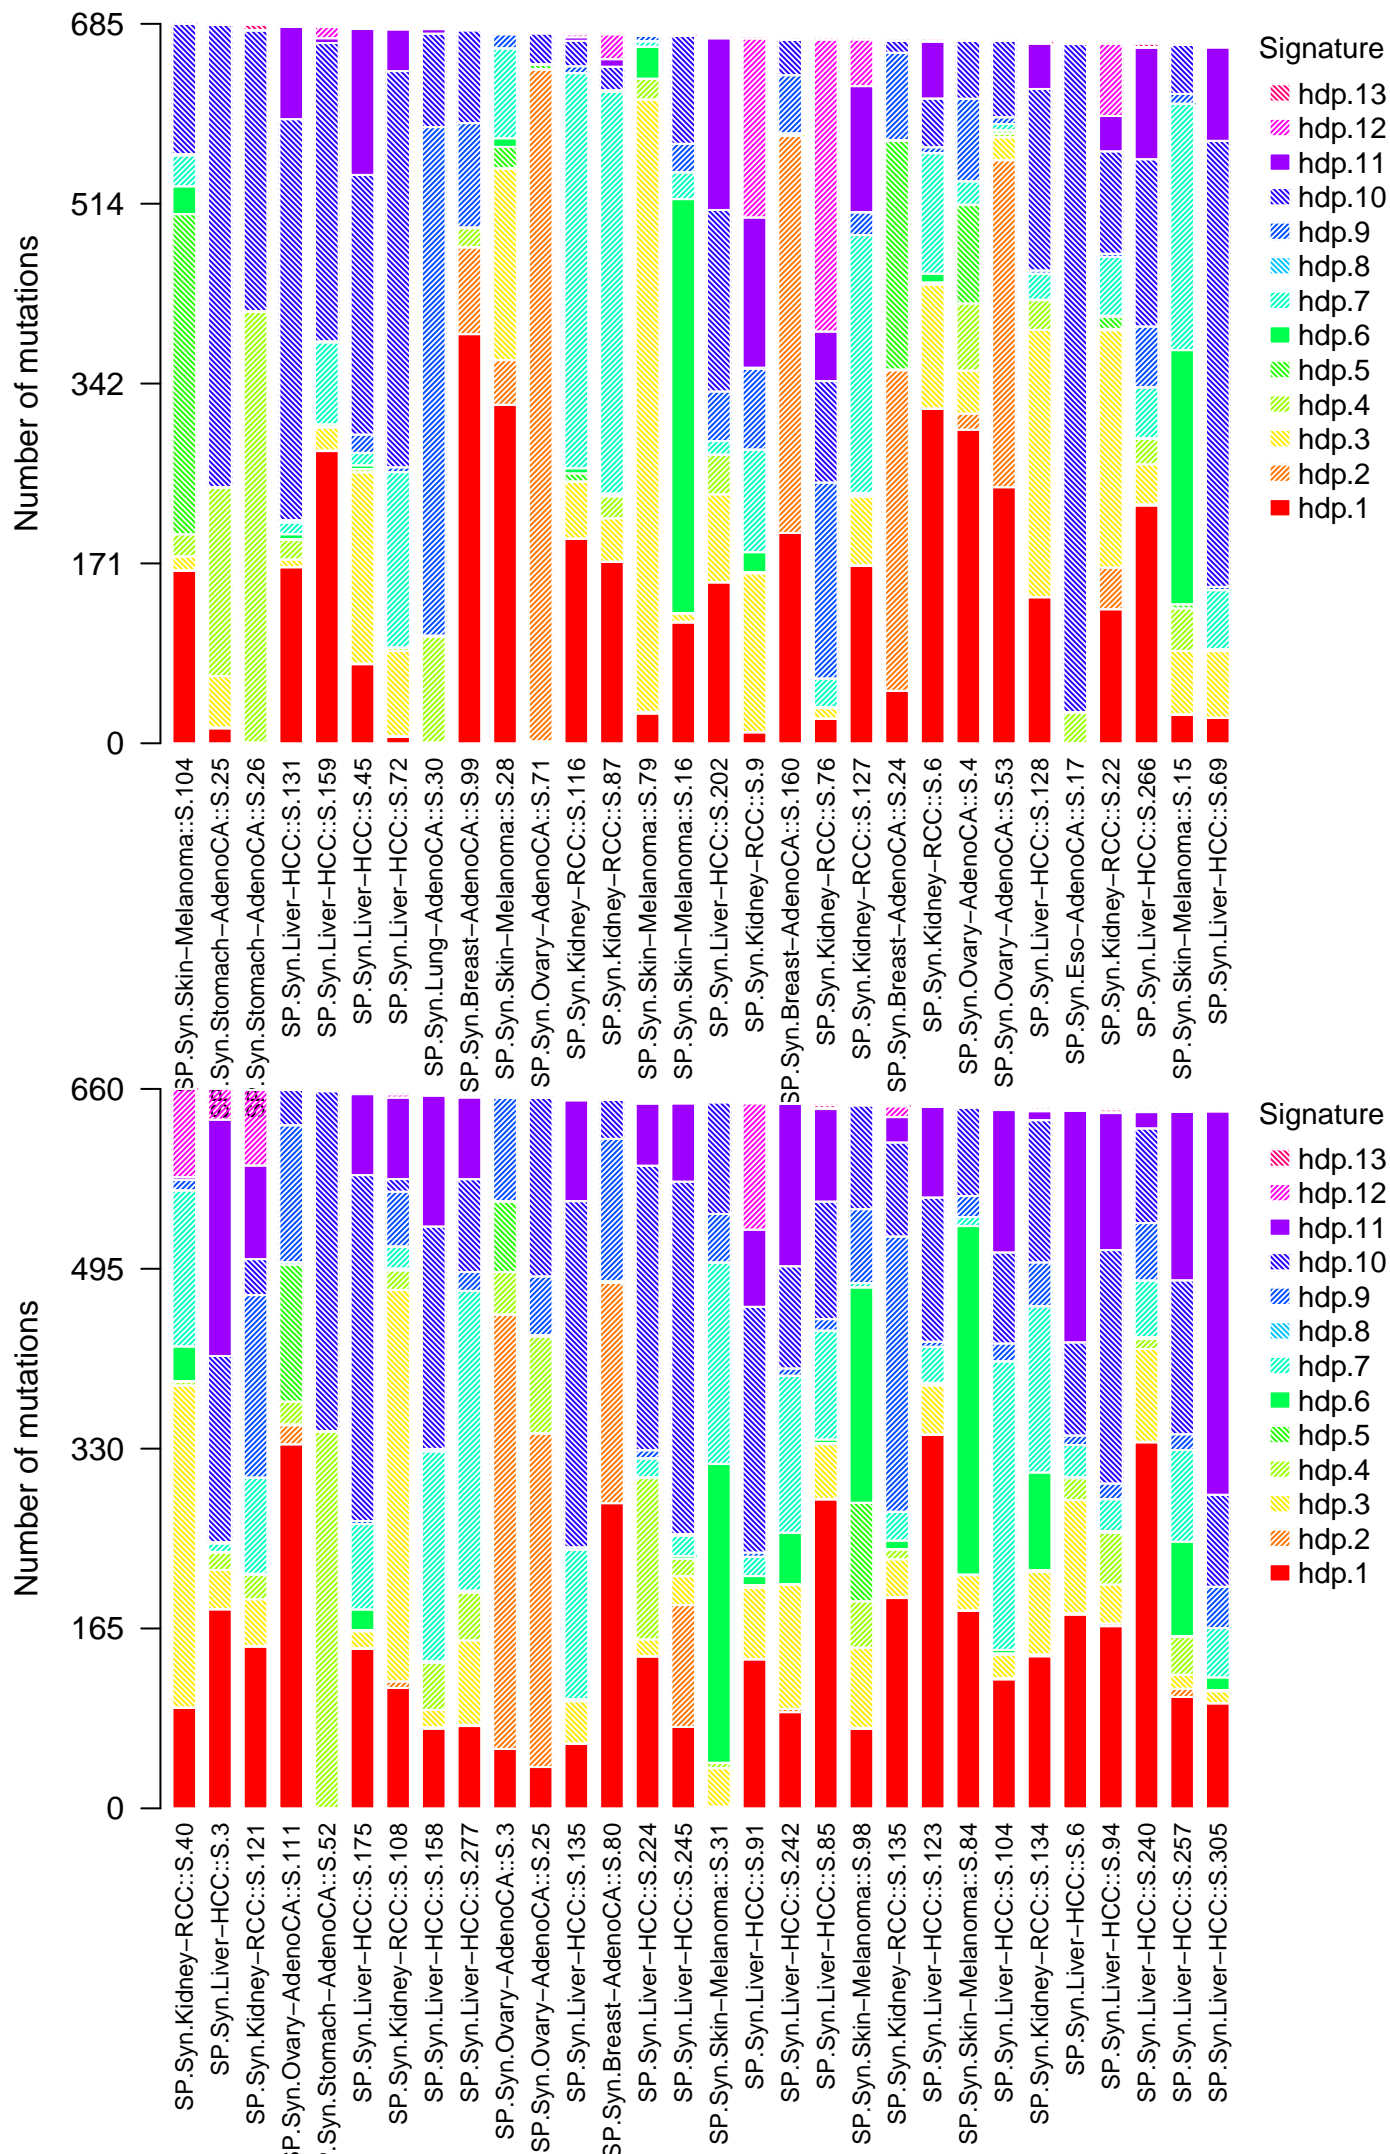 Number of mutations
685
514
342
171
0
Signature
hdp.13
hdp.12
hdp.11
hdp.10
hdp.9
hdp.8
hdp.7
hdp.6
hdp.5
hdp.4
hdp.3
hdp.2
hdp.1
SP.Syn.Skin−Melanoma::S.104
SP.Syn.Stomach−AdenoCA::S.25
SP.Syn.Stomach−AdenoCA::S.26
SP.Syn.Liver−HCC::S.131
SP.Syn.Liver−HCC::S.159
SP.Syn.Liver−HCC::S.45
SP.Syn.Liver−HCC::S.72
SP.Syn.Lung−AdenoCA::S.30
SP.Syn.Breast−AdenoCA::S.99
SP.Syn.Skin−Melanoma::S.28
SP.Syn.Ovary−AdenoCA::S.71
SP.Syn.Kidney−RCC::S.116
SP.Syn.Kidney−RCC::S.87
SP.Syn.Skin−Melanoma::S.79
SP.Syn.Skin−Melanoma::S.16
SP.Syn.Liver−HCC::S.202
SP.Syn.Kidney−RCC::S.9
SP.Syn.Breast−AdenoCA::S.160
SP.Syn.Kidney−RCC::S.76
SP.Syn.Kidney−RCC::S.127
SP.Syn.Breast−AdenoCA::S.24
SP.Syn.Kidney−RCC::S.6
SP.Syn.Ovary−AdenoCA::S.4
SP.Syn.Ovary−AdenoCA::S.53
SP.Syn.Liver−HCC::S.128
SP.Syn.Eso−AdenoCA::S.17
SP.Syn.Kidney−RCC::S.22
SP.Syn.Liver−HCC::S.266
SP.Syn.Skin−Melanoma::S.15
SP.Syn.Liver−HCC::S.69
Number of mutations
660
495
330
165
0
Signature
hdp.13
hdp.12
hdp.11
hdp.10
hdp.9
hdp.8
hdp.7
hdp.6
hdp.5
hdp.4
hdp.3
hdp.2
hdp.1
SP.Syn.Kidney−RCC::S.40
SP.Syn.Liver−HCC::S.3
SP.Syn.Kidney−RCC::S.121
SP.Syn.Ovary−AdenoCA::S.111
P.Syn.Stomach−AdenoCA::S.52
SP.Syn.Liver−HCC::S.175
SP.Syn.Kidney−RCC::S.108
SP.Syn.Liver−HCC::S.158
SP.Syn.Liver−HCC::S.277
SP.Syn.Ovary−AdenoCA::S.3
SP.Syn.Ovary−AdenoCA::S.25
SP.Syn.Liver−HCC::S.135
SP.Syn.Breast−AdenoCA::S.80
SP.Syn.Liver−HCC::S.224
SP.Syn.Liver−HCC::S.245
SP.Syn.Skin−Melanoma::S.31
SP.Syn.Liver−HCC::S.91
SP.Syn.Liver−HCC::S.242
SP.Syn.Liver−HCC::S.85
SP.Syn.Skin−Melanoma::S.98
SP.Syn.Kidney−RCC::S.135
SP.Syn.Liver−HCC::S.123
SP.Syn.Skin−Melanoma::S.84
SP.Syn.Liver−HCC::S.104
SP.Syn.Kidney−RCC::S.134
SP.Syn.Liver−HCC::S.6
SP.Syn.Liver−HCC::S.94
SP.Syn.Liver−HCC::S.240
SP.Syn.Liver−HCC::S.257
SP.Syn.Liver−HCC::S.305